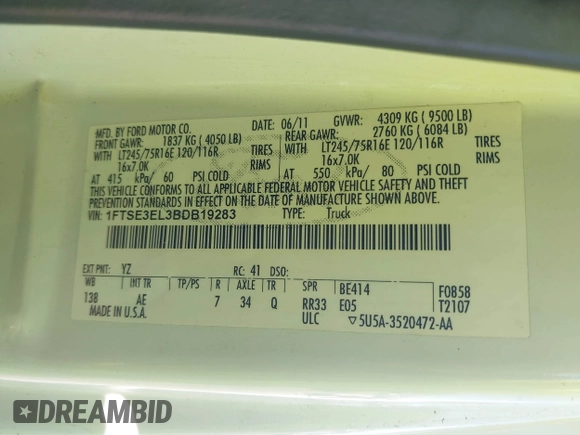 MFD. BY FORD MOTOR CO. DATE: 06/11 GVWR: 4309 KG ( 9500 LB)
FRONT GAWR: 1837 KG ( 4050 LB) REAR GAWR: 2760 KG ( 6084 LB)
WITH LT245/75R16E 120/116R TIRES WITH LT245/75R16E 120/116R TIRES
16x7.0K RIMS 16x7.0K RIMS
AT 415 kPa/ 60 PSI COLD AT 550 kPa/ 80 PSI COLD
THIS VEHICLE CONFORMS TO ALL APPLICABLE FEDERAL MOTOR VEHICLE SAFETY AND THEFT
PREVENTION STANDARDS IN EFFECT ON THE DATE OF MANUFACTURE SHOWN ABOVE.
VIN: 1FTSE3EL3BDB19283 TYPE: Truck
EXT PNT: YZ RC: 41 DSO:
WB INT TR TP/PS R AXLE TR SPR BE414 F0858
138 AE 7 34 Q RR33 E05 T2107
MADE IN U.S.A. ULC ▽5U5A-3520472-AA
DREAMBID